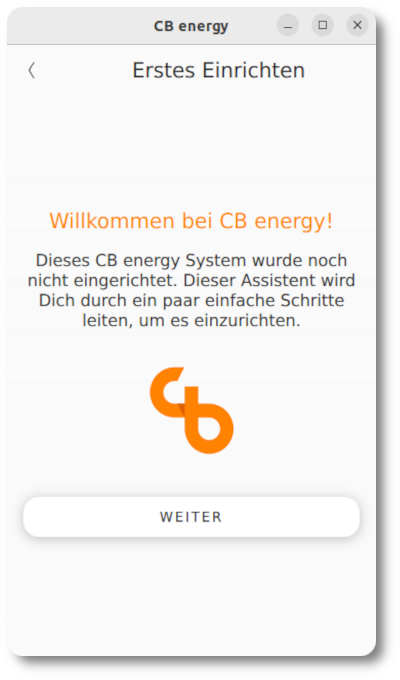 CB energy
Erstes Einrichten
Willkommen bei CB energy!
Dieses CB energy System wurde noch
nicht eingerichtet. Dieser Assistent wird
Dich durch ein paar einfache Schritte
leiten, um es einzurichten.
cb
WEITER